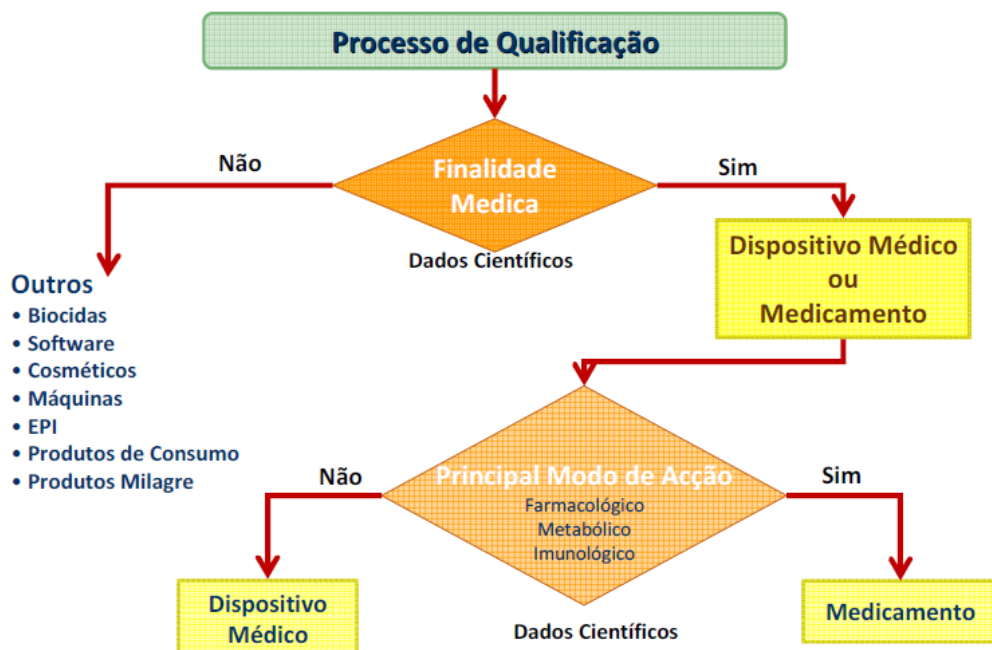 Processo de Qualificação
Não
Sim
Finalidade
Medica
Dados Científicos
Dispositivo Médico
ou
Medicamento
Outros
• Biocidas
• Software
• Cosméticos
• Máquinas
• EPI
• Produtos de Consumo
• Produtos Milagre
Não
Sim
Principal Modo de Acção
Farmacológico
Metabólico
Imunológico
Dispositivo
Médico
Medicamento
Dados Científicos